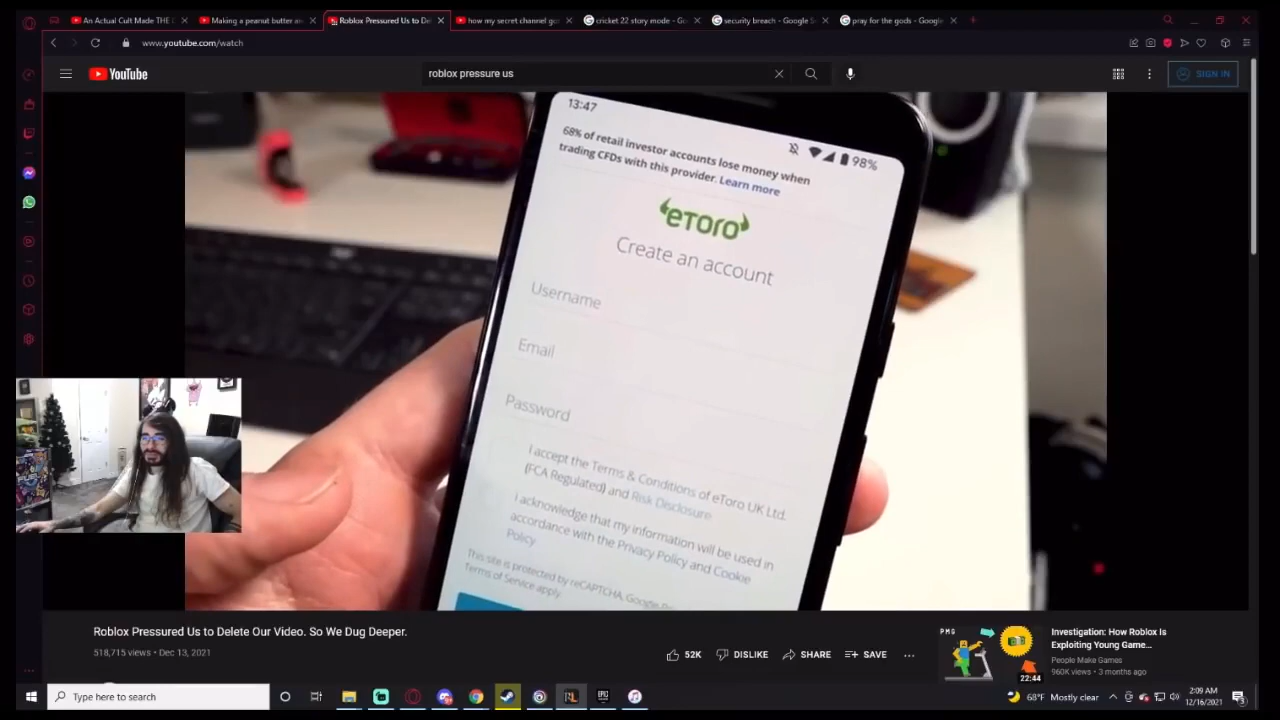 An Actual Cult Made THE
Making a peanut butter a
Roblox Pressured Us to De
how my secret channel go
cricket 22 story mode - Go
security breach - Google S
pray for the gods - Google
www.youtube.com/watch
YouTube
roblox pressure us
SIGN IN
13:47
98%
68% of retail investor accounts lose money when
trading CFDs with this provider. Learn more
eToro
Create an account
Username
Email
Password
I accept the Terms & Conditions of eToro UK Ltd.
(FCA Regulated) and Risk Disclosure
I acknowledge that my information will be used in
accordance with the Privacy Policy and Cookie
Policy
This site is protected by reCAPTCHA, Google
Terms of Service apply.
Roblox Pressured Us to Delete Our Video. So We Dug Deeper.
518,715 views • Dec 13, 2021
52K
DISLIKE
SHARE
SAVE
PMG
22:44
Investigation: How Roblox Is
Exploiting Young Game...
People Make Games
960K views • 3 months ago
Type here to search
68°F Mostly clear
2:09 AM
12/16/2021
3